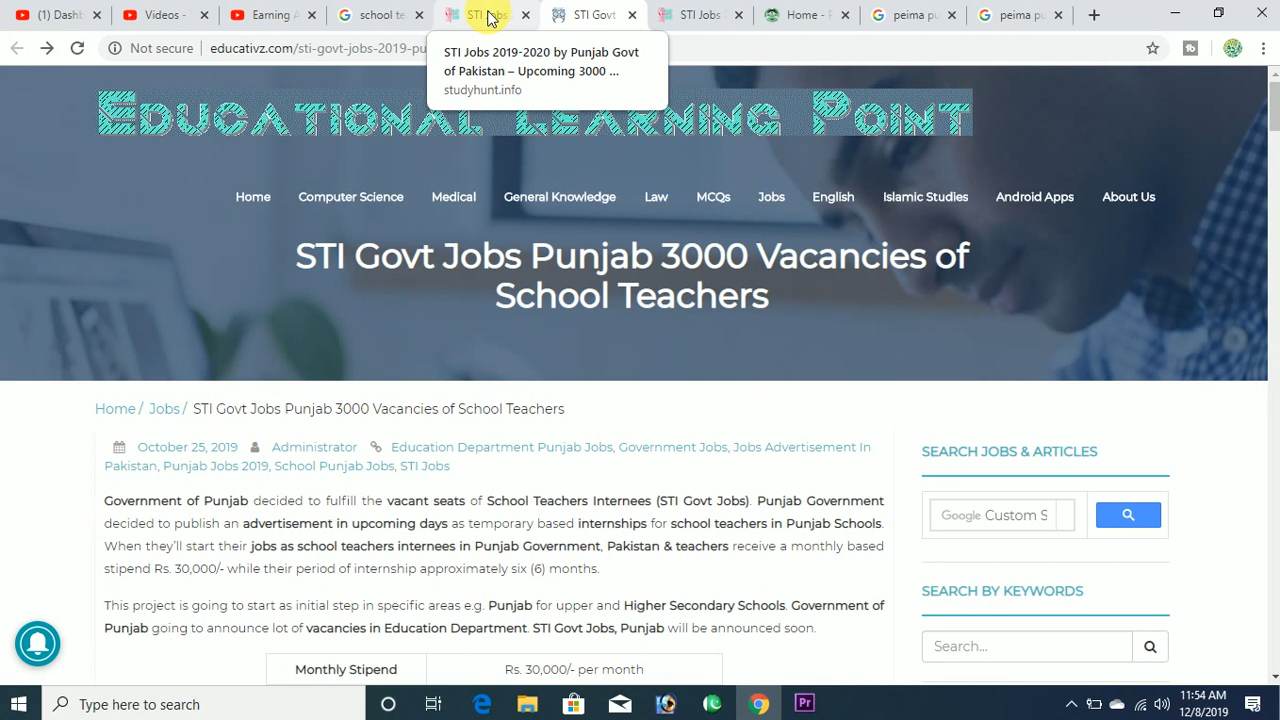 (1) Dashb
Videos -
Earning A
school te
STI Jobs
STI Govt
STI Jobs
Home - P
peima pu
peima pu
Not secure
educativz.com/sti-govt-jobs-2019-pu
STI Jobs 2019-2020 by Punjab Govt
of Pakistan – Upcoming 3000 ...
studyhunt.info
Educational Learning Point
Home
Computer Science
Medical
General Knowledge
Law
MCQs
Jobs
English
Islamic Studies
Android Apps
About Us
STI Govt Jobs Punjab 3000 Vacancies of
School Teachers
Home / Jobs / STI Govt Jobs Punjab 3000 Vacancies of School Teachers
October 25, 2019 Administrator Education Department Punjab Jobs, Government Jobs, Jobs Advertisement In
Pakistan, Punjab Jobs 2019, School Punjab Jobs, STI Jobs
Government of Punjab decided to fulfill the vacant seats of School Teachers Internees (STI Govt Jobs). Punjab Government
decided to publish an advertisement in upcoming days as temporary based internships for school teachers in Punjab Schools.
When they'll start their jobs as school teachers internees in Punjab Government, Pakistan & teachers receive a monthly based
stipend Rs. 30,000/- while their period of internship approximately six (6) months.
This project is going to start as initial step in specific areas e.g. Punjab for upper and Higher Secondary Schools. Government of
Punjab going to announce lot of vacancies in Education Department. STI Govt Jobs, Punjab will be announced soon.
Monthly Stipend
Rs. 30,000/- per month
SEARCH JOBS & ARTICLES
Google Custom S
SEARCH BY KEYWORDS
Search...
Type here to search
Pr
11:54 AM
12/8/2019